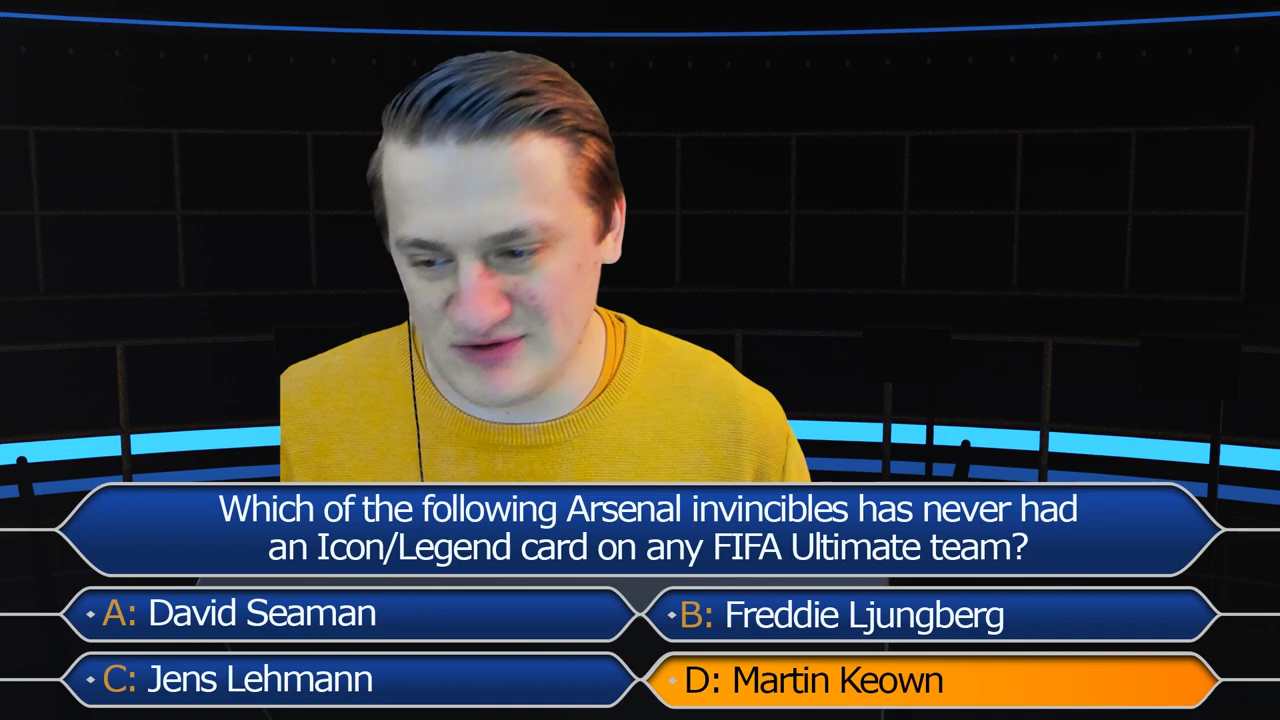 Which of the following Arsenal invincibles has never had
an Icon/Legend card on any FIFA Ultimate team?
A: David Seaman
B: Freddie Ljungberg
C: Jens Lehmann
D: Martin Keown